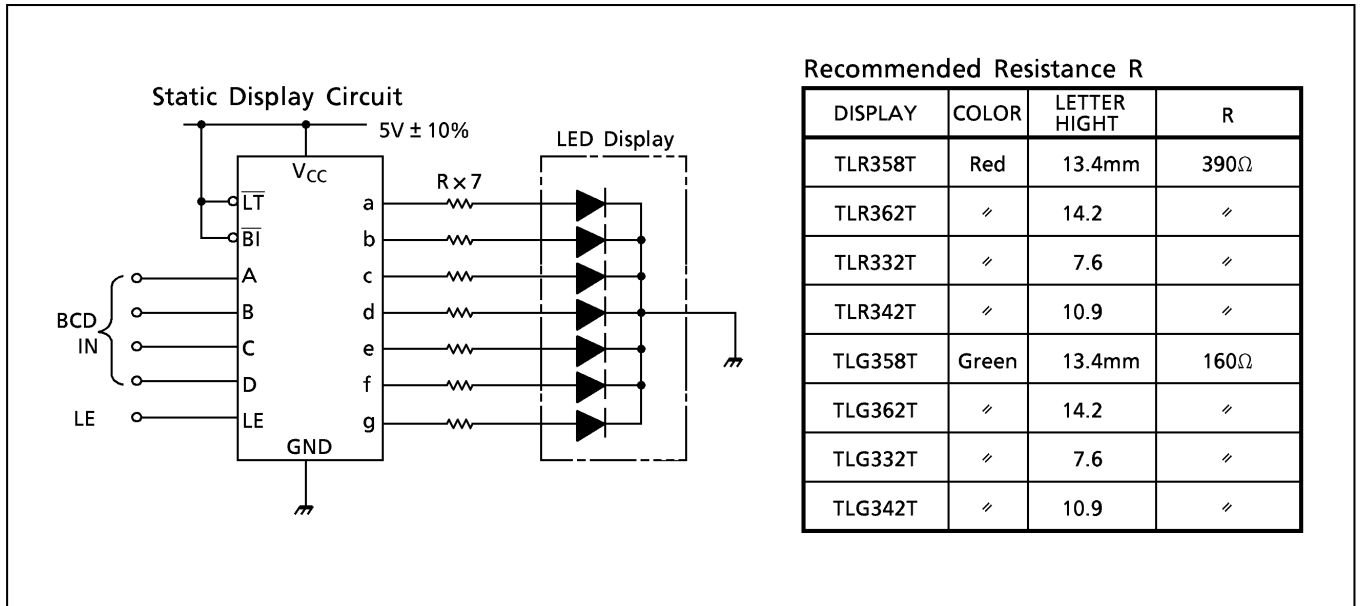 Static Display Circuit
5V ± 10%
VCC
LT
BI
A
B
C
D
LE
GND
a
b
c
d
e
f
g
BCD
IN
LE
R×7
LED Display
Recommended Resistance R
DISPLAY COLOR LETTER HIGHT R
TLR358T Red 13.4mm 390Ω
TLR362T 〃 14.2 〃
TLR332T 〃 7.6 〃
TLR342T 〃 10.9 〃
TLG358T Green 13.4mm 160Ω
TLG362T 〃 14.2 〃
TLG332T 〃 7.6 〃
TLG342T 〃 10.9 〃